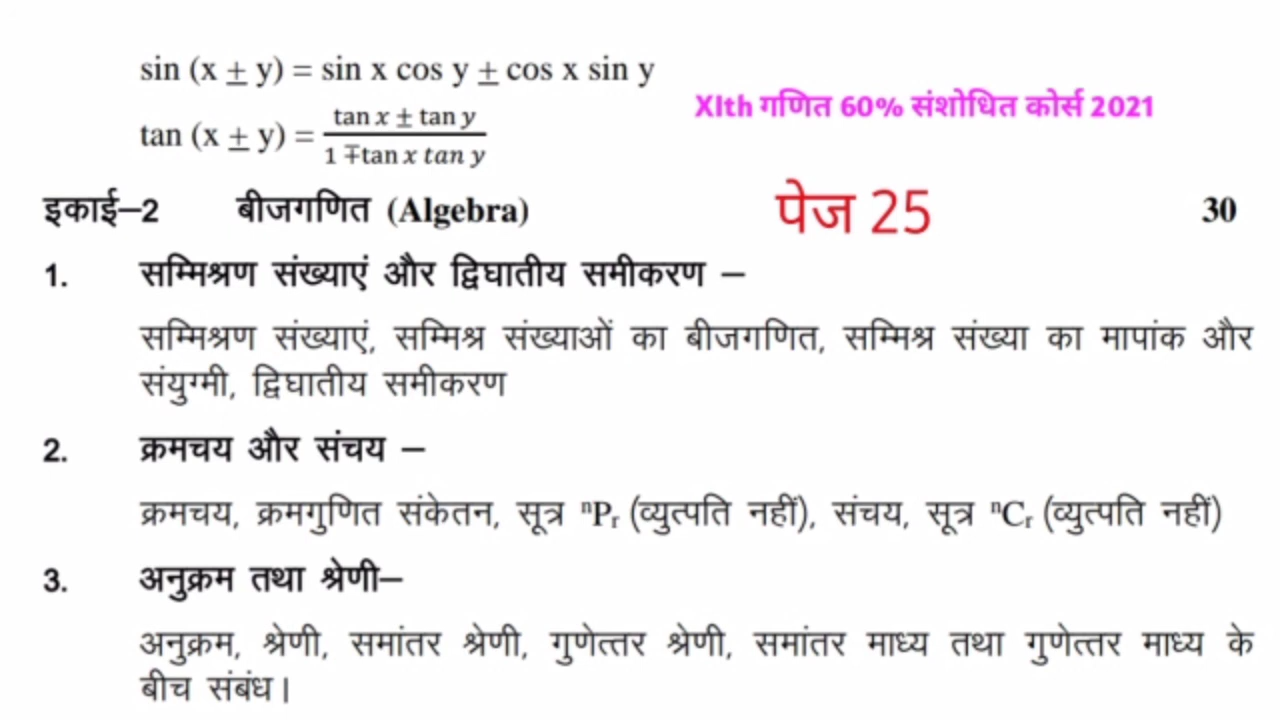 sin (x ± y) = sin x cos y ± cos x sin y
XIth गणित 60% संशोधित कोर्स 2021
tan (x ± y) = \frac{tan x ± tan y}{1 ∓tan x tan y}
इकाई–2 बीजगणित (Algebra) पेज 25 30
1. सम्मिश्रण संख्याएं और द्विघातीय समीकरण –
सम्मिश्रण संख्याएं, सम्मिश्र संख्याओं का बीजगणित, सम्मिश्र संख्या का मापांक और
संयुग्मी, द्विघातीय समीकरण
2. क्रमचय और संचय –
क्रमचय, क्रमगुणित संकेतन, सूत्र ⁿPᵣ (व्युत्पति नहीं), संचय, सूत्र ⁿCᵣ (व्युत्पति नहीं)
3. अनुक्रम तथा श्रेणी–
अनुक्रम, श्रेणी, समांतर श्रेणी, गुणेत्तर श्रेणी, समांतर माध्य तथा गुणेत्तर माध्य के
बीच संबंध।